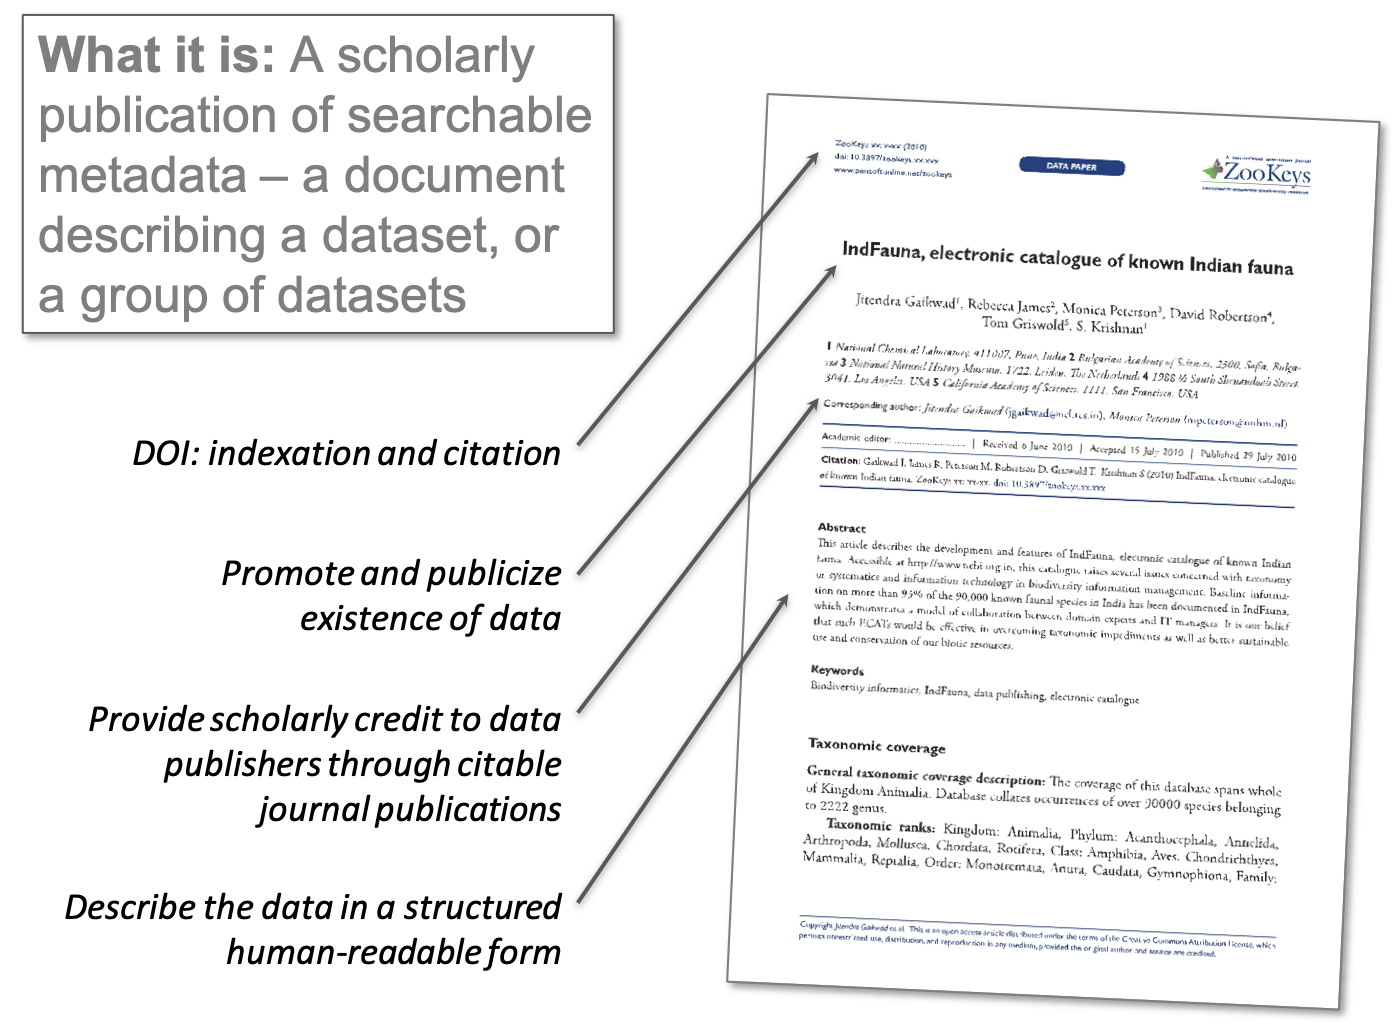 What it is: A scholarly
publication of searchable
metadata – a document
describing a dataset, or
a group of datasets
DOI: indexation and citation
Promote and publicize
existence of data
Provide scholarly credit to data
publishers through citable
journal publications
Describe the data in a structured
human-readable form
ZooKeys xx: xx-xx (2010)
doi: 10.3897/zookeys.xx.xxx
www.pensoftonline.net/zookeys
DATA PAPER
ZooKeys
IndFauna, electronic catalogue of known Indian fauna
Jitendra Gaikwad¹, Rebecca James², Monica Peterson³, David Robertson⁴,
Tom Griswold⁵, S. Krishnan¹
1 National Chemical Laboratory, 411007, Pune, India 2 Bulgarian Academy of Sciences, 2300, Sofia, Bulga-
ria 3 National Natural History Museum, 1722, Leiden, The Netherlands 4 1988 ½ South Shenandoah Street,
3041, Los Angeles, USA 5 California Academy of Sciences, 1111, San Francisco, USA
Corresponding author: Jitendra Gaikwad (jgaikwad@ncl.res.in), Monica Peterson (mpeterson@nnhm.nl)
Academic editor: ........................ | Received 6 June 2010 | Accepted 15 July 2010 | Published 29 July 2010
Citation: Gaikwad J, James R, Peterson M, Robertson D, Griswold T, Krishnan S (2010) IndFauna, electronic catalogue
of known Indian fauna. ZooKeys xx: xx-xx. doi: 10.3897/zookeys.xx.xxx
Abstract
This article describes the development and features of IndFauna, electronic catalogue of known Indian
fauna. Accessible at http://www.ncbi.org.in, this catalogue raises several issues concerned with taxonomy
or systematics and information technology in biodiversity information management. Baseline informa-
tion on more than 93% of the 90,000 known faunal species in India has been documented in IndFauna,
which demonstrates a model of collaboration between domain experts and IT managers. It is our belief
that such ECATs would be effective in overcoming taxonomic impediments as well as better sustainable
use and conservation of our biotic resources.
Keywords
Biodiversity informatics, IndFauna, data publishing, electronic catalogue
Taxonomic coverage
General taxonomic coverage description: The coverage of this database spans whole
of Kingdom Animalia. Database collates occurrences of over 90000 species belonging
to 2222 genus.
Taxonomic ranks: Kingdom: Animalia, Phylum: Acanthocephala, Annelida,
Arthropoda, Mollusca, Chordata, Rotifera, Class: Amphibia, Aves, Chondrichthyes,
Mammalia, Reptalia, Order: Monotremata, Anura, Caudata, Gymnophiona, Family:
Copyright Jitendra Gaikwad et al. This is an open access article distributed under the terms of the Creative Commons Attribution License, which
permits unrestricted use, distribution, and reproduction in any medium, provided the original author and source are credited.